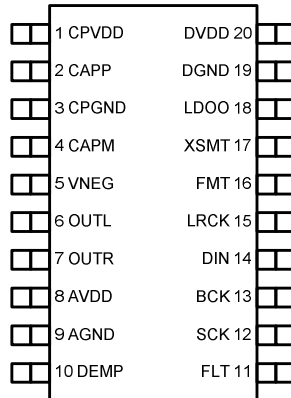 1 CPVDD DVDD 20
2 CAPP DGND 19
3 CPGND LDOO 18
4 CAPM XSMT 17
5 VNEG FMT 16
6 OUTL LRCK 15
7 OUTR DIN 14
8 AVDD BCK 13
9 AGND SCK 12
10 DEMP FLT 11